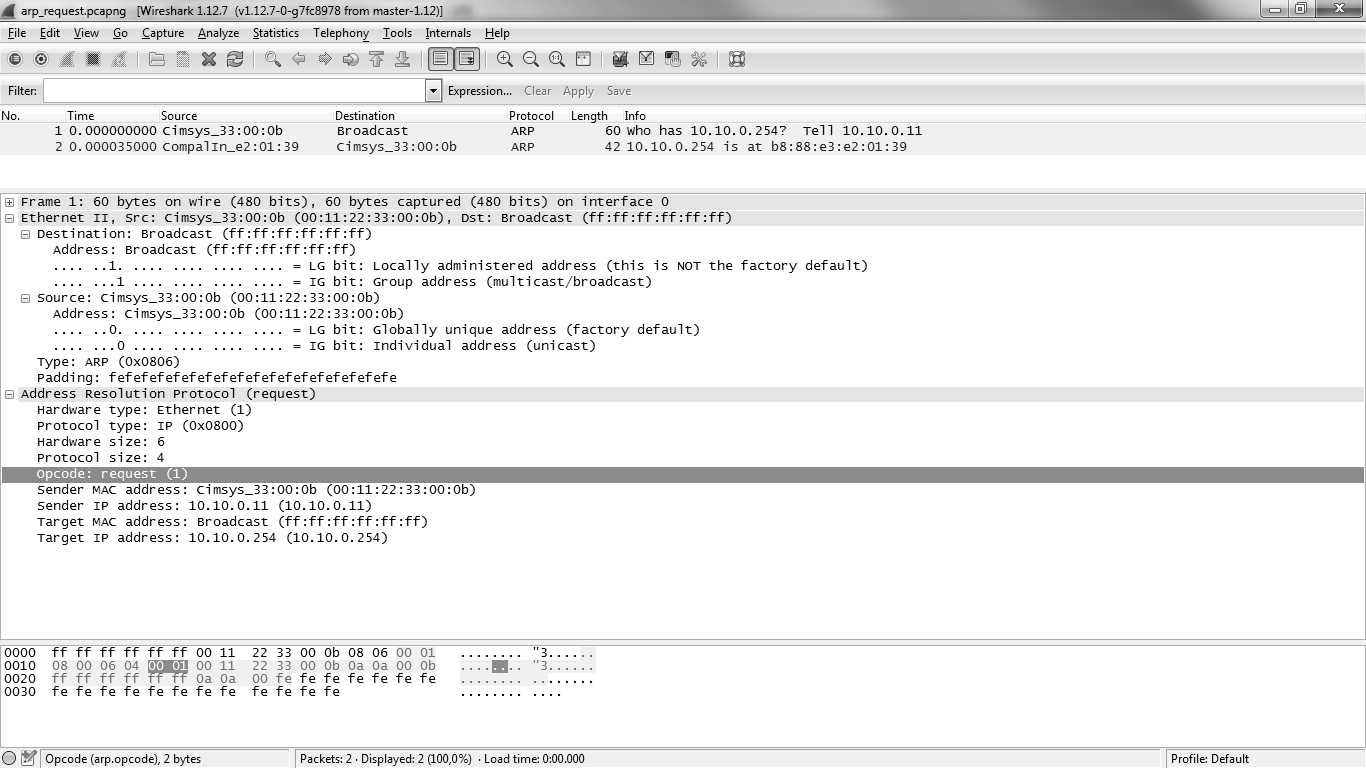 arp_request.pcapng [Wireshark 1.12.7 (v1.12.7-0-g7fc8978 from master-1.12)]
File Edit View Go Capture Analyze Statistics Telephony Tools Internals Help
Filter: Expression... Clear Apply Save
No. Time Source Destination Protocol Length Info
1 0.000000000 Cimsys_33:00:0b Broadcast ARP 60 Who has 10.10.0.254? Tell 10.10.0.11
2 0.000035000 CompalIn_e2:01:39 Cimsys_33:00:0b ARP 42 10.10.0.254 is at b8:88:e3:e2:01:39
Frame 1: 60 bytes on wire (480 bits), 60 bytes captured (480 bits) on interface 0
Ethernet II, Src: Cimsys_33:00:0b (00:11:22:33:00:0b), Dst: Broadcast (ff:ff:ff:ff:ff:ff)
Destination: Broadcast (ff:ff:ff:ff:ff:ff)
Address: Broadcast (ff:ff:ff:ff:ff:ff)
.... ..1. .... .... .... .... = LG bit: Locally administered address (this is NOT the factory default)
.... ...1 .... .... .... .... = IG bit: Group address (multicast/broadcast)
Source: Cimsys_33:00:0b (00:11:22:33:00:0b)
Address: Cimsys_33:00:0b (00:11:22:33:00:0b)
.... ..0. .... .... .... .... = LG bit: Globally unique address (factory default)
.... ...0 .... .... .... .... = IG bit: Individual address (unicast)
Type: ARP (0x0806)
Padding: fefefefefefefefefefefefefefefefefefe
Address Resolution Protocol (request)
Hardware type: Ethernet (1)
Protocol type: IP (0x0800)
Hardware size: 6
Protocol size: 4
Opcode: request (1)
Sender MAC address: Cimsys_33:00:0b (00:11:22:33:00:0b)
Sender IP address: 10.10.0.11 (10.10.0.11)
Target MAC address: Broadcast (ff:ff:ff:ff:ff:ff)
Target IP address: 10.10.0.254 (10.10.0.254)
0000 ff ff ff ff ff ff 00 11 22 33 00 0b 08 06 00 01 ........ "3......
0010 08 00 06 04 00 01 00 11 22 33 00 0b 0a 0a 00 0b ........ "3......
0020 ff ff ff ff ff ff 0a 0a 00 fe fe fe fe fe fe fe ........ ........
0030 fe fe fe fe fe fe fe fe fe fe fe fe ........ ....
Opcode (arp.opcode), 2 bytes Packets: 2 · Displayed: 2 (100,0%) · Load time: 0:00.000 Profile: Default